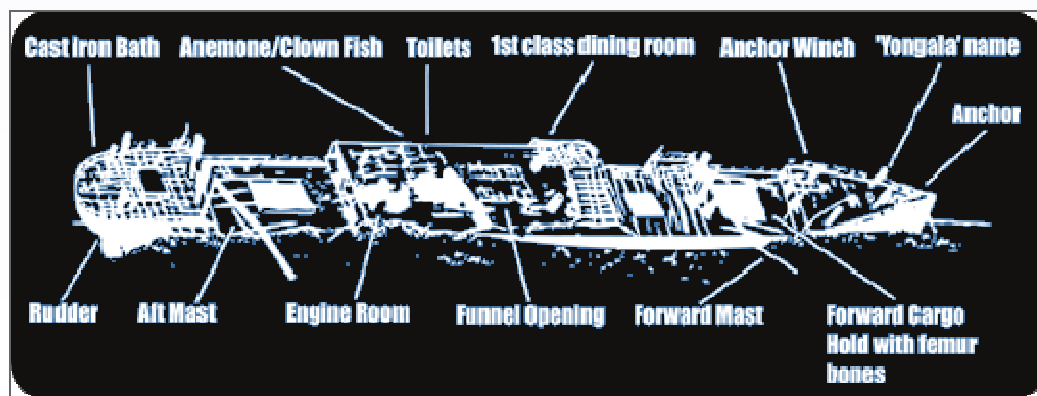 Cast Iron Bath
Anemone/Clown Fish
Toillets
1st class dining room
Anchor Winch
'Yongala' name
Anchor
Rudder
Aft Mast
Engine Room
Funnel Opening
Forward Mast
Forward Cargo
Hold with femur
bones